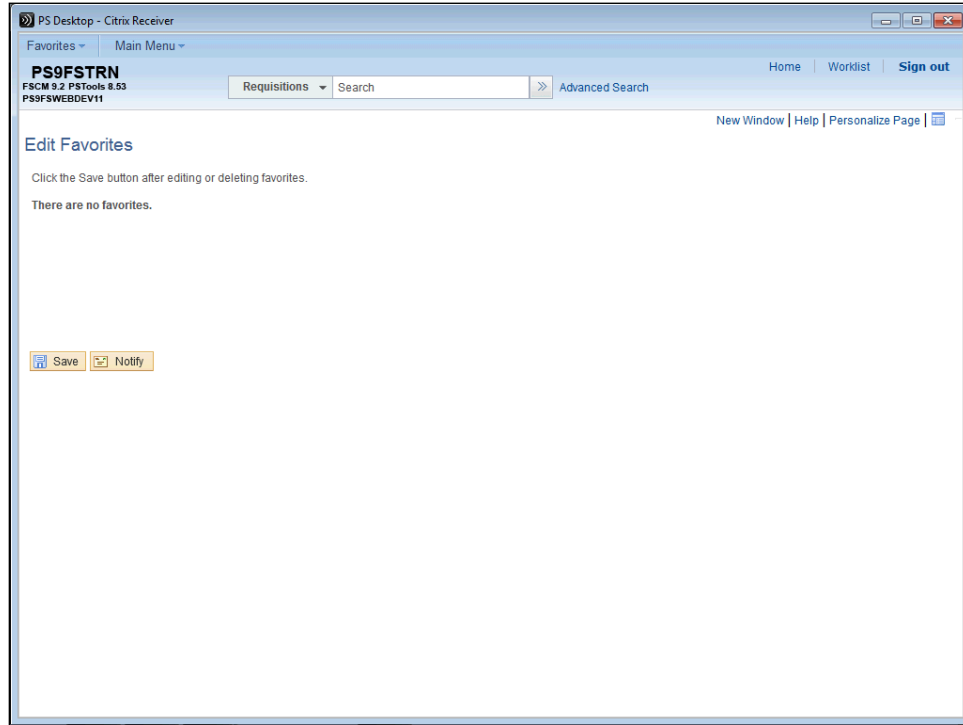 PS Desktop - Citrix Receiver
Favorites Main Menu
PS9FSTRN
FSCM 9.2 PSTools 8.53
PS9FSWEBDEV11
Requisitions Search Advanced Search
Home Worklist Sign out
New Window | Help | Personalize Page |
Edit Favorites
Click the Save button after editing or deleting favorites.
There are no favorites.
Save Notify